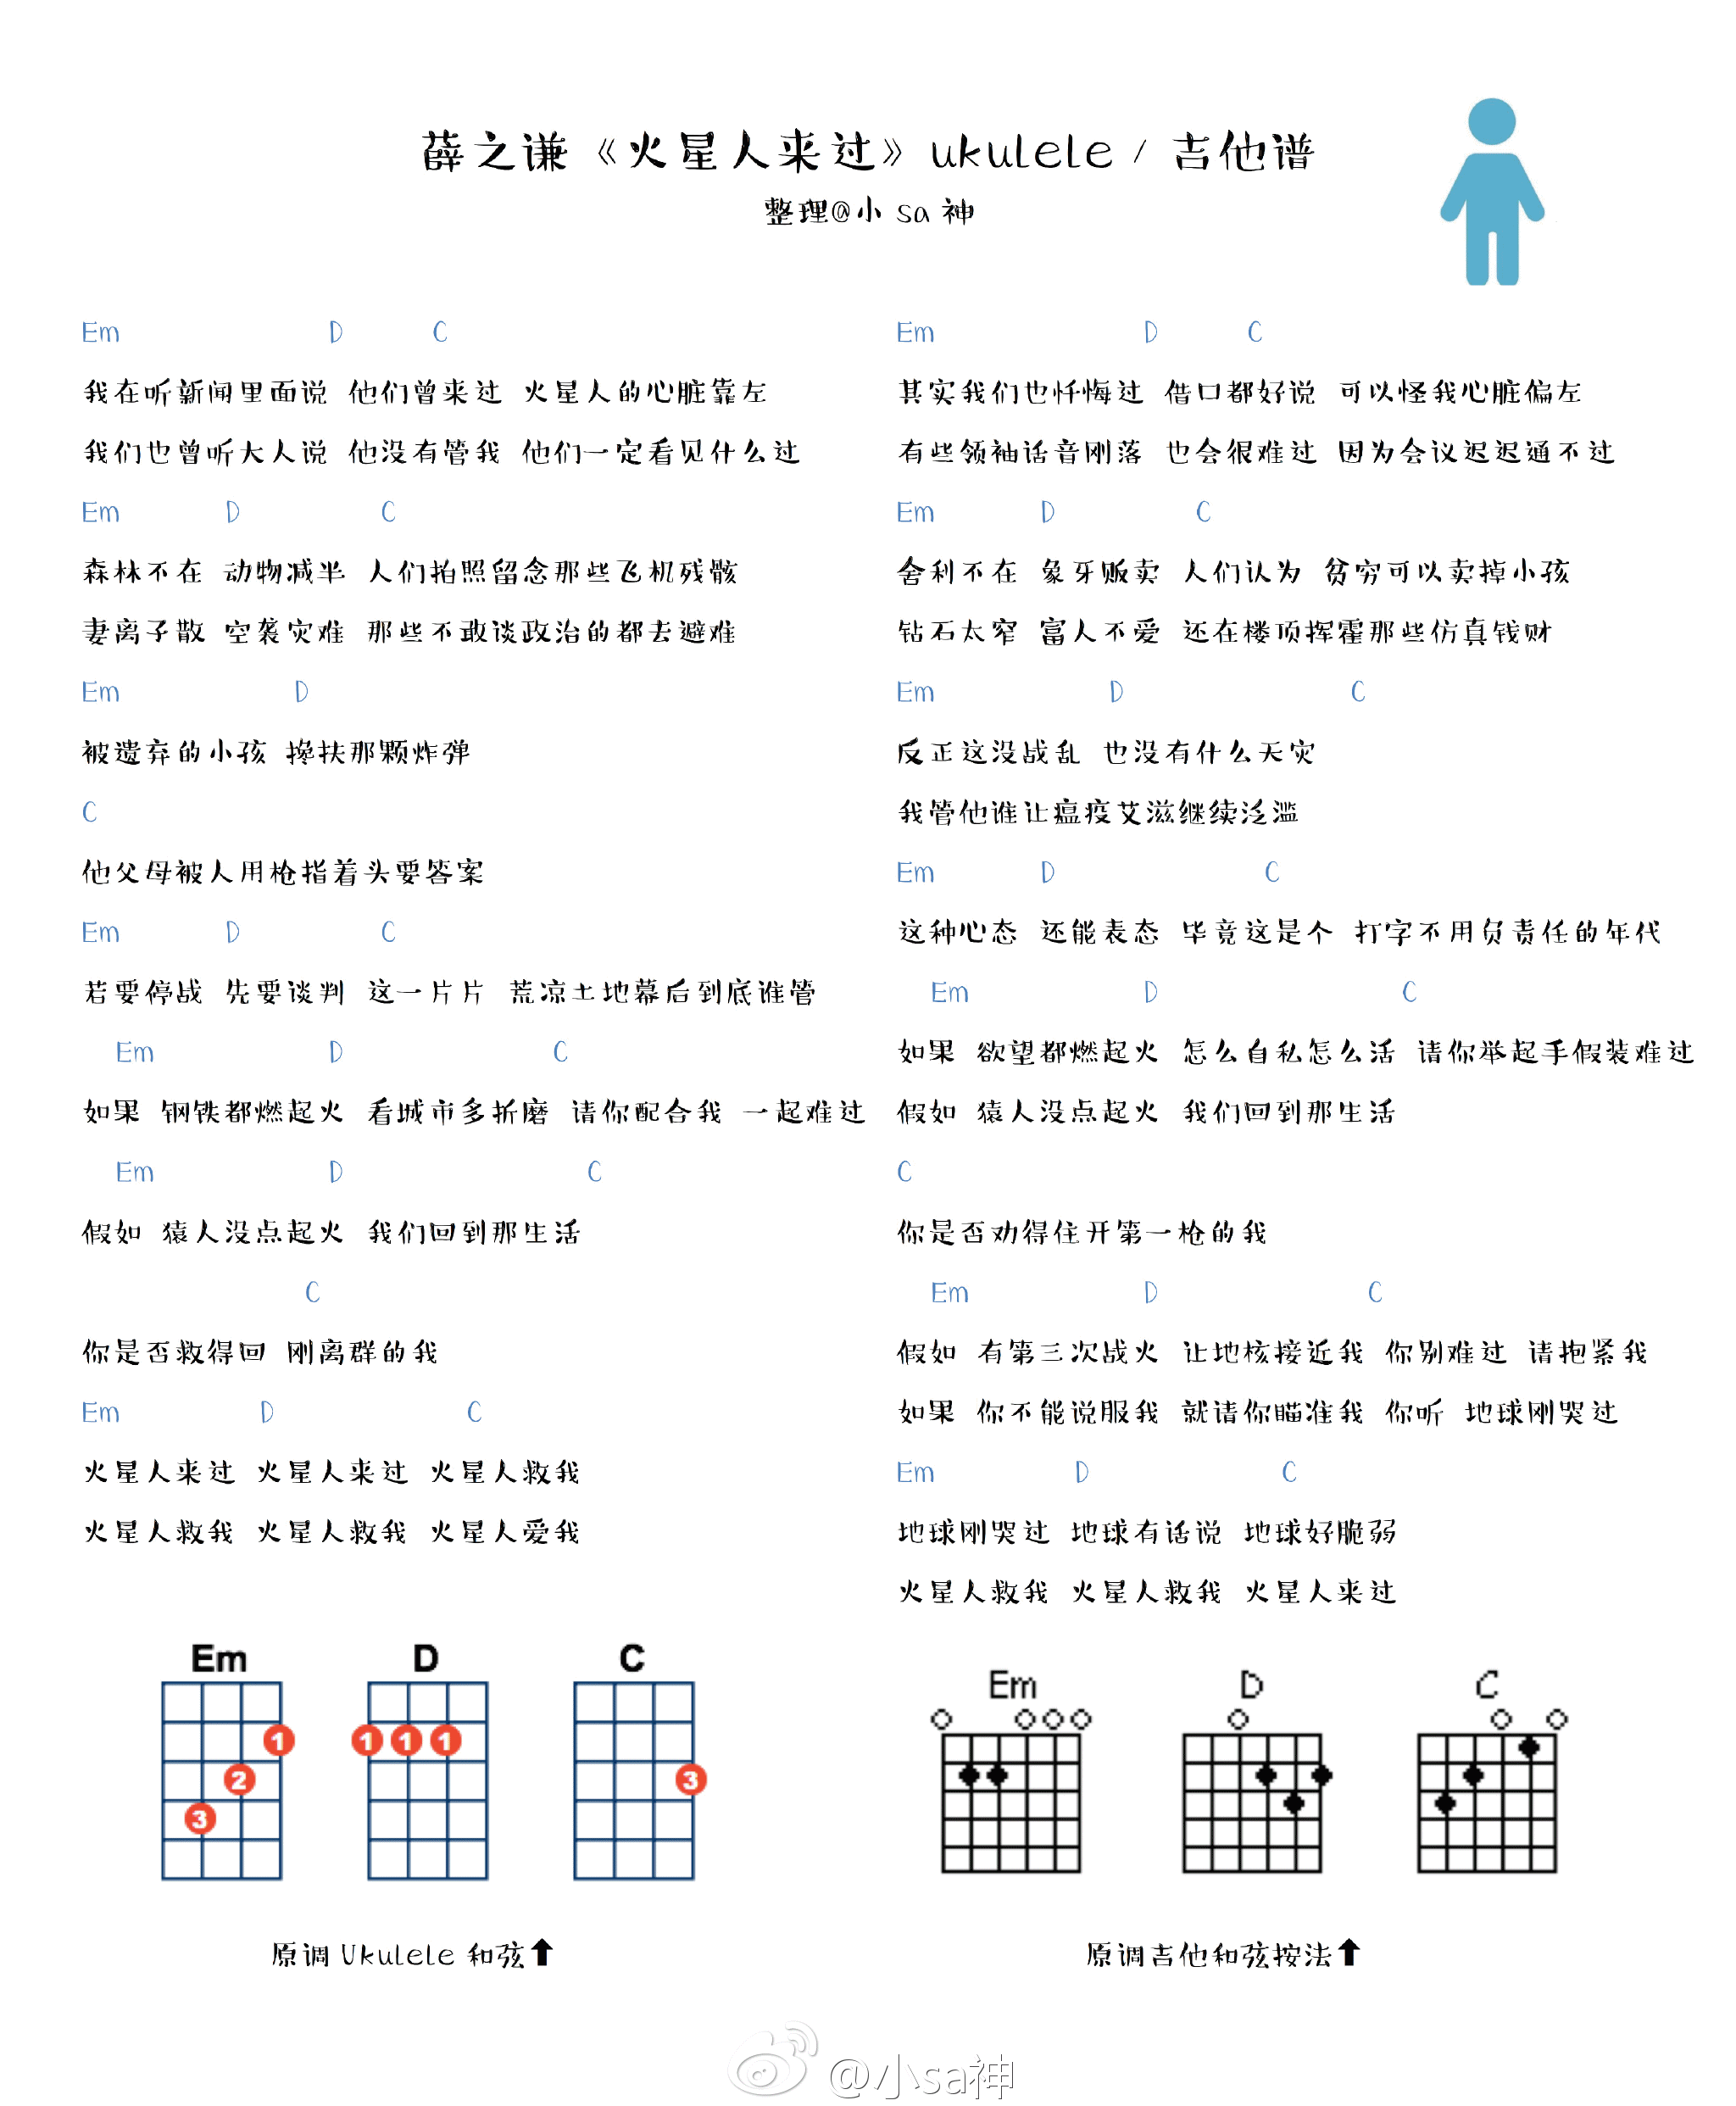 薛之谦《火星人来过》ukulele / 吉他谱
整理@小 sa 神
Em D C
我在听新闻里面说 他们曾来过 火星人的心脏靠左
我们也曾听大人说 他没有管我 他们一定看见什么过
Em D C
森林不在 动物减半 人们拍照留念那些飞机残骸
妻离子散 空袭灾难 那些不敢谈政治的都去避难
Em D
被遗弃的小孩 搀扶那颗炸弹
C
他父母被人用枪指着头要答案
Em D C
若要停战 先要谈判 这一片片 荒凉土地幕后到底谁管
Em D C
如果 钢铁都燃起火 看城市多折磨 请你配合我 一起难过
Em D C
假如 猿人没点起火 我们回到那生活
C
你是否救得回 刚离群的我
Em D C
火星人来过 火星人来过 火星人救我
火星人救我 火星人救我 火星人爱我
Em D C
其实我们也忏悔过 借口都好说 可以怪我心脏偏左
有些领袖话音刚落 也会很难过 因为会议迟迟通不过
Em D C
舍利不在 象牙贩卖 人们认为 贫穷可以卖掉小孩
钻石太窄 富人不爱 还在楼顶挥霍那些仿真钱财
Em D C
反正这没战乱 也没有什么天灾
我管他谁让瘟疫艾滋继续泛滥
Em D C
这种心态 还能表态 毕竟这是个 打字不用负责任的年代
Em D C
如果 欲望都燃起火 怎么自私怎么活 请你举起手假装难过
假如 猿人没点起火 我们回到那生活
C
你是否劝得住开第一枪的我
Em D C
假如 有第三次战火 让地核接近我 你别难过 请抱紧我
如果 你不能说服我 就请你瞄准我 你听 地球刚哭过
Em D C
地球刚哭过 地球有话说 地球好脆弱
火星人救我 火星人救我 火星人来过
Em D C
1 2 3 1 1 1 3
原调 Ukulele 和弦⬆
Em D C
原调吉他和弦按法⬆
@小sa神